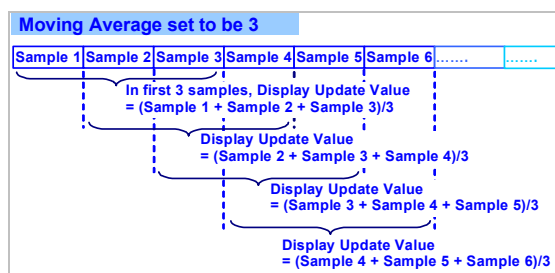 Moving Average set to be 3
Sample 1 Sample 2 Sample 3 Sample 4 Sample 5 Sample 6 ....... .......
In first 3 samples, Display Update Value
= (Sample 1 + Sample 2 + Sample 3)/3
Display Update Value
= (Sample 2 + Sample 3 + Sample 4)/3
Display Update Value
= (Sample 3 + Sample 4 + Sample 5)/3
Display Update Value
= (Sample 4 + Sample 5 + Sample 6)/3